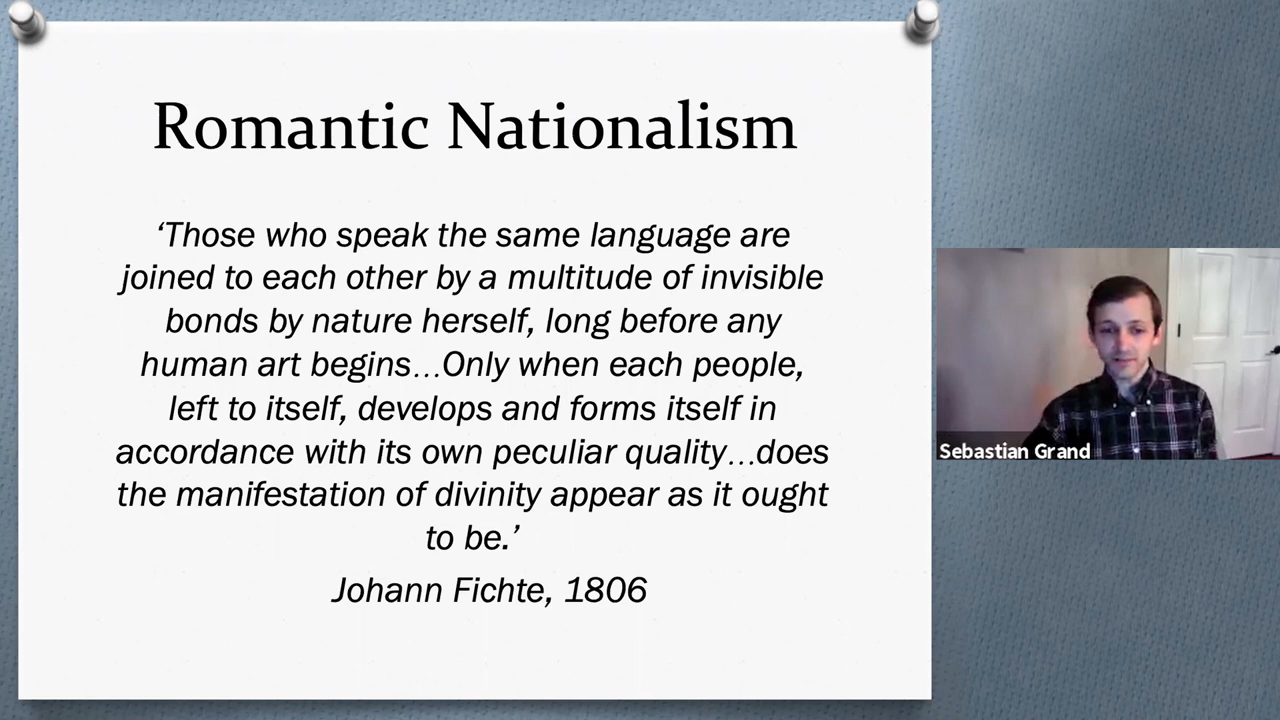 Romantic Nationalism
‘Those who speak the same language are
joined to each other by a multitude of invisible
bonds by nature herself, long before any
human art begins…Only when each people,
left to itself, develops and forms itself in
accordance with its own peculiar quality…does
the manifestation of divinity appear as it ought
to be.’
Johann Fichte, 1806
Sebastian Grand